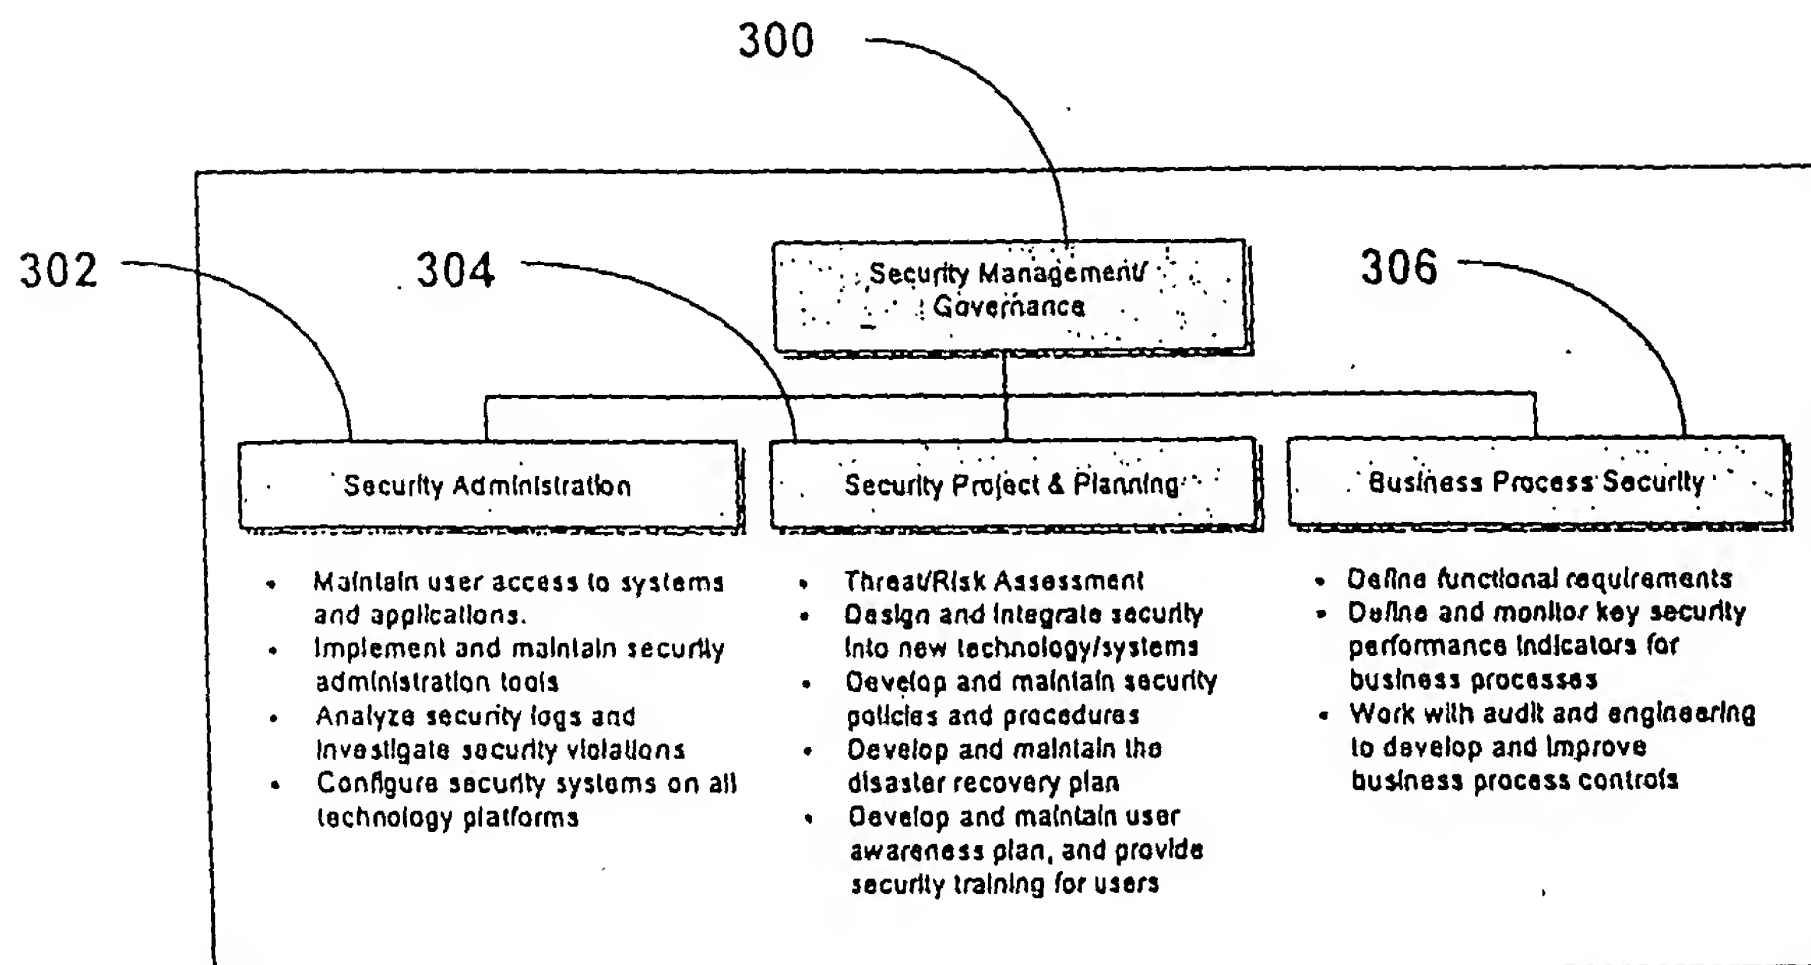 300
302
304
306
Security Management/
Governance
Security Administration
Security Project & Planning
Business Process Security
• Maintain user access to systems
and applications.
• Implement and maintain security
administration tools
• Analyze security logs and
investigate security violations
• Configure security systems on all
technology platforms
• Threat/Risk Assessment
• Design and integrate security
into new technology/systems
• Develop and maintain security
policies and procedures
• Develop and maintain the
disaster recovery plan
• Develop and maintain user
awareness plan, and provide
security training for users
• Define functional requirements
• Define and monitor key security
performance indicators for
business processes
• Work with audit and engineering
to develop and improve
business process controls